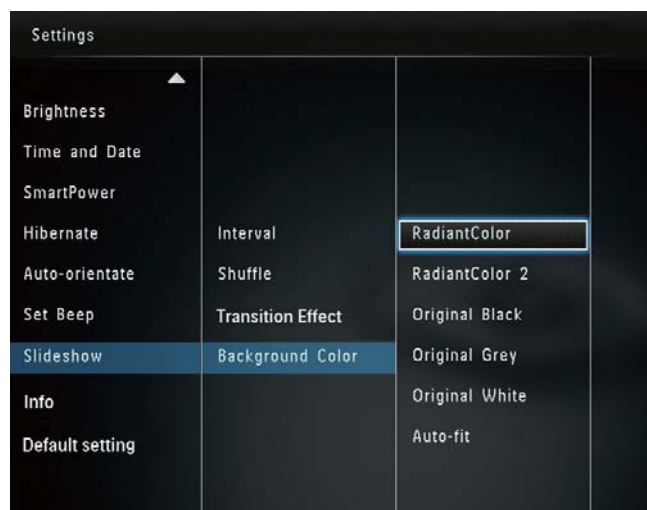 Settings
Brightness
Time and Date
SmartPower
Hibernate
Auto-orientate
Set Beep
Slideshow
Info
Default setting
Interval
Shuffle
Transition Effect
Background Color
RadiantColor
RadiantColor 2
Original Black
Original Grey
Original White
Auto-fit